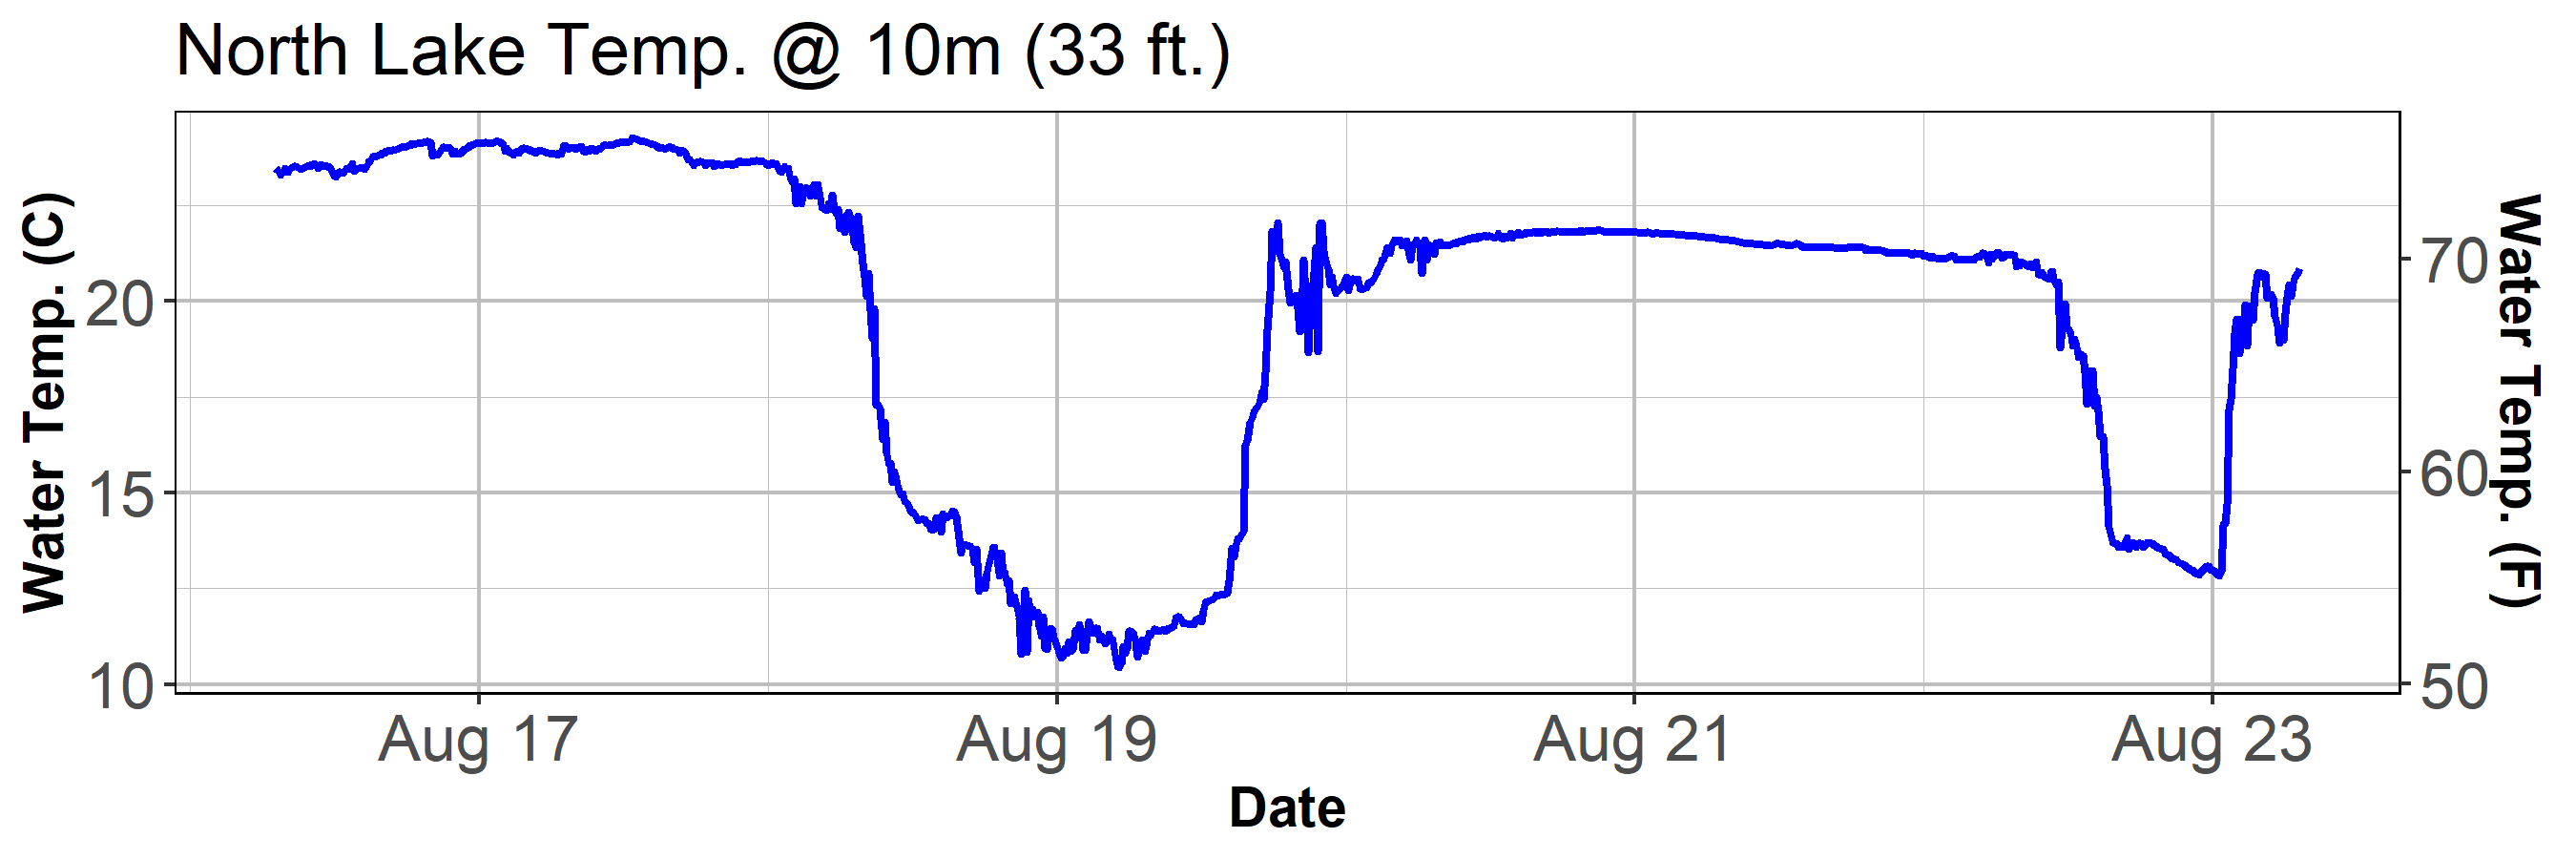 North Lake Temp. @ 10m (33 ft.)
Water Temp. (C)
20
15
10
70
60
50
Water Temp. (F)
Aug 17
Aug 19
Aug 21
Aug 23
Date